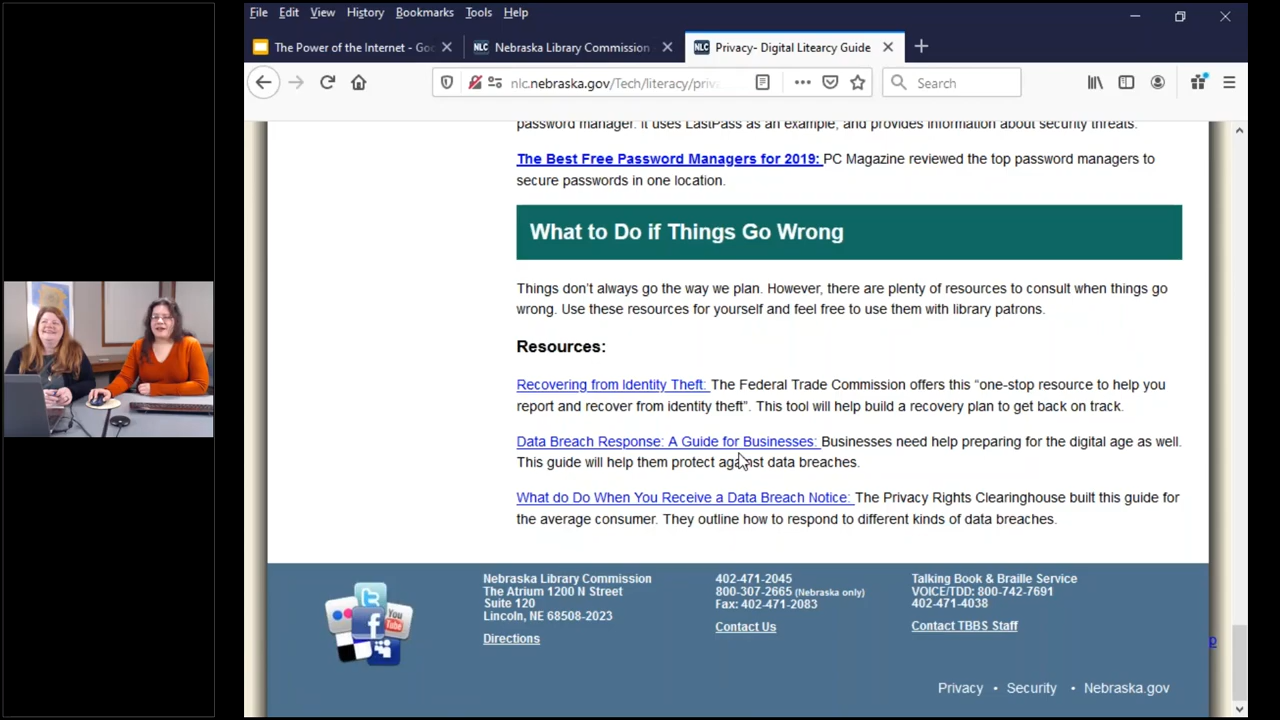 File Edit View History Bookmarks Tools Help
The Power of the Internet - Goo
NLC Nebraska Library Commission
NLC Privacy- Digital Litearcy Guide
nlc.nebraska.gov/Tech/literacy/priv
Search
password manager. It uses LastPass as an example, and provides information about security threats.
The Best Free Password Managers for 2019: PC Magazine reviewed the top password managers to
secure passwords in one location.
What to Do if Things Go Wrong
Things don't always go the way we plan. However, there are plenty of resources to consult when things go
wrong. Use these resources for yourself and feel free to use them with library patrons.
Resources:
Recovering from Identity Theft: The Federal Trade Commission offers this “one-stop resource to help you
report and recover from identity theft”. This tool will help build a recovery plan to get back on track.
Data Breach Response: A Guide for Businesses: Businesses need help preparing for the digital age as well.
This guide will help them protect against data breaches.
What do Do When You Receive a Data Breach Notice: The Privacy Rights Clearinghouse built this guide for
the average consumer. They outline how to respond to different kinds of data breaches.
Nebraska Library Commission
The Atrium 1200 N Street
Suite 120
Lincoln, NE 68508-2023
Directions
402-471-2045
800-307-2665 (Nebraska only)
Fax: 402-471-2083
Contact Us
Talking Book & Braille Service
VOICE/TDD: 800-742-7691
402-471-4038
Contact TBBS Staff
You
Tube
p
Privacy • Security • Nebraska.gov